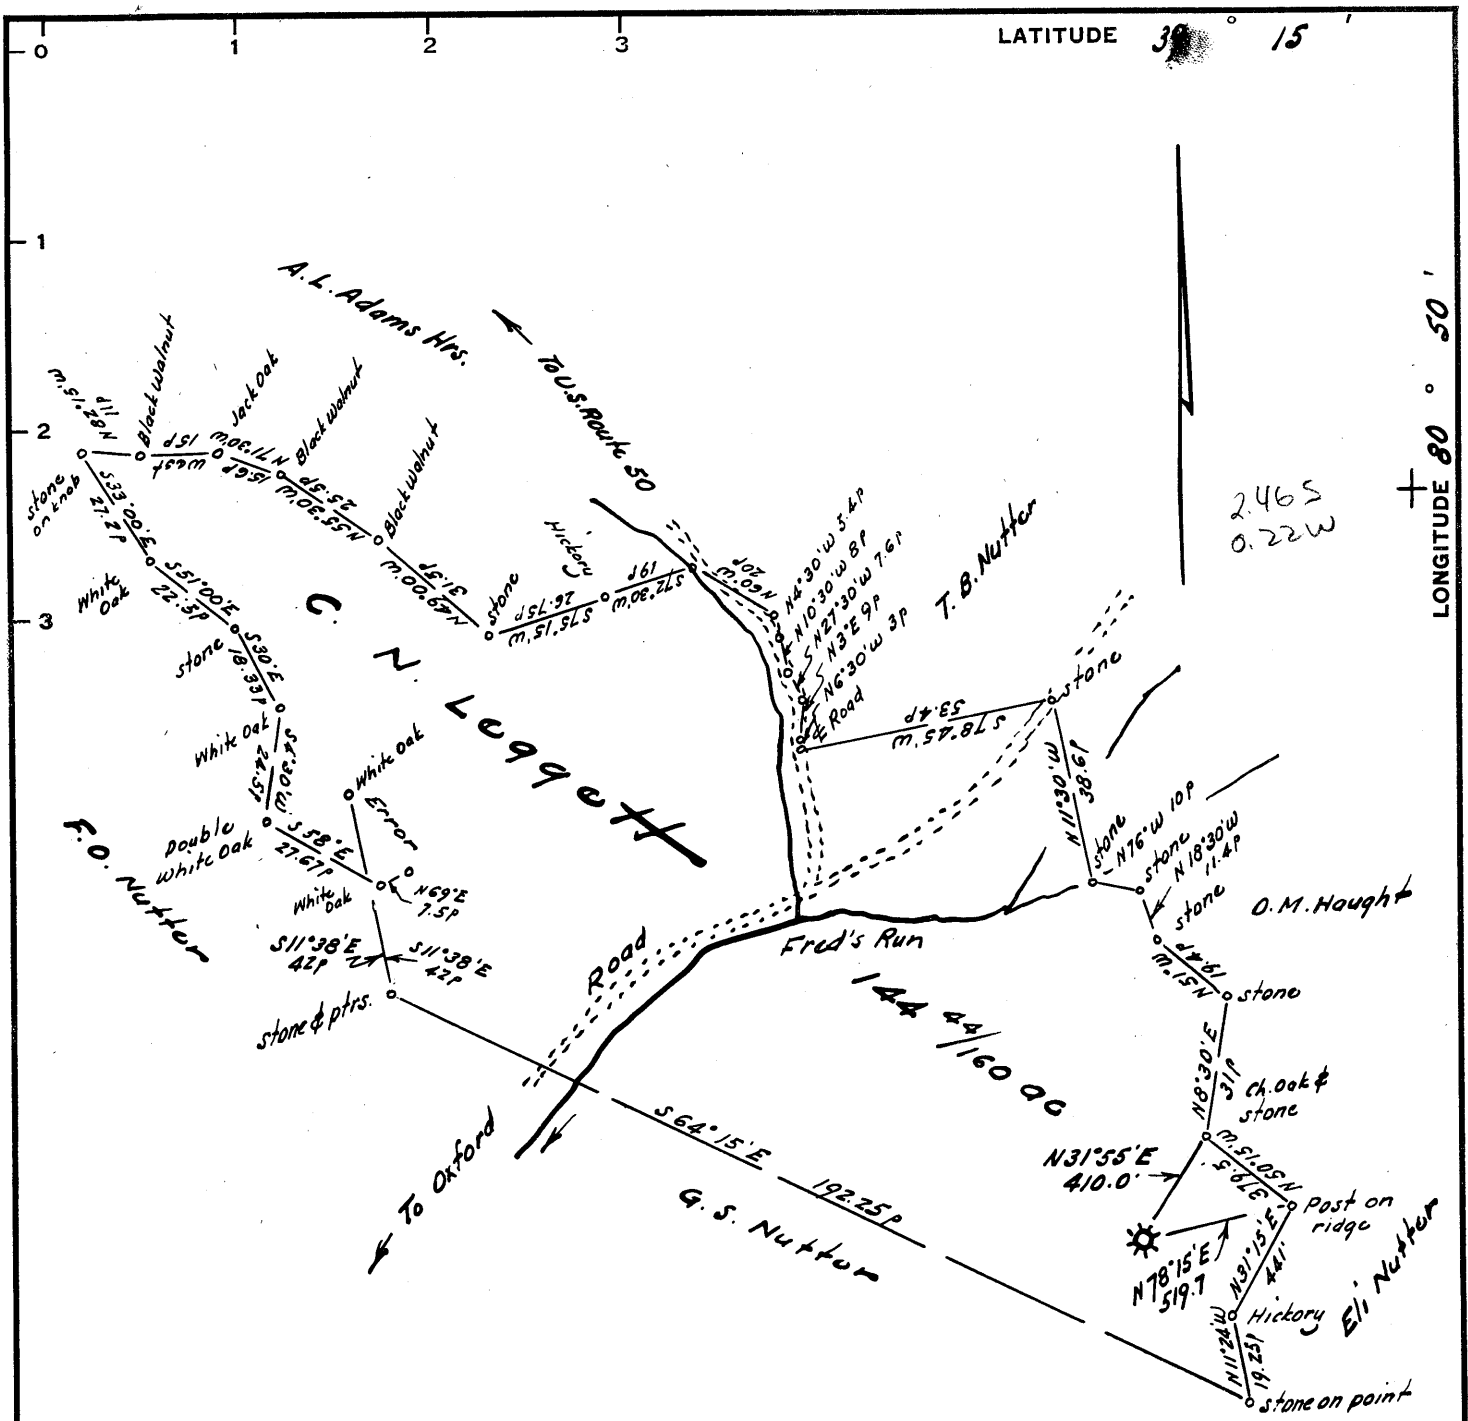 0 1 2 3 LATITUDE 39 ° 15 '
0
1
2
3
LONGITUDE 80 ° 50 '
2.46 S
0.22 W
A. L. Adams Hrs.
To U.S. Route 50
N 82°15' W
11P
Black Walnut
West
15P
Jack Oak
N 71°30' W
15.6P
Black Walnut
N 55°30' W
25.5P
Black Walnut
N 49°00' W
31.5P
stone
S 75°15' W
26.75P
Hickory
S 72°30' W
19P
N 60° W
20P
N 4°30' W 5.4P
N 10°30' W 8P
N 27°30' W 7.6P
N 3° E 9P
N 6°30' W 3P
℄ Road
T. B. Nutter
S 78°45' W
53.4P
stone
N 11°30' W
38.6P
stone
N 76° W 10P
stone
N 18°30' W
11.4P
stone
O. M. Haught
N 51° W
19.4P
stone
N 8°30' E
31P
Ch. Oak &
stone
N 50°15' W
379.5'
Post on
ridge
N 31°15' E
441'
Hickory
Eli Nutter
N 11°24' W
19.25P
stone on point
N 31°55' E
410.0'
N 78°15' E
519.7
stone
on knob
S 33°00' E
27.2P
White
Oak
S 51°00' E
22.5P
stone
S 30° E
18.33P
White Oak
S 4°30' W
24.5P
Double
White Oak
S 58° E
27.67P
White
Oak
White Oak
Error
N 69° E
7.5P
S 11°38' E
42P
S 11°38' E
42P
stone & ptrs.
C. N. Leggett
F. O. Nutter
Road
Fred's Run
144 44/160 ac
To Oxford
S 64°15' E
192.25P
G. S. Nutter